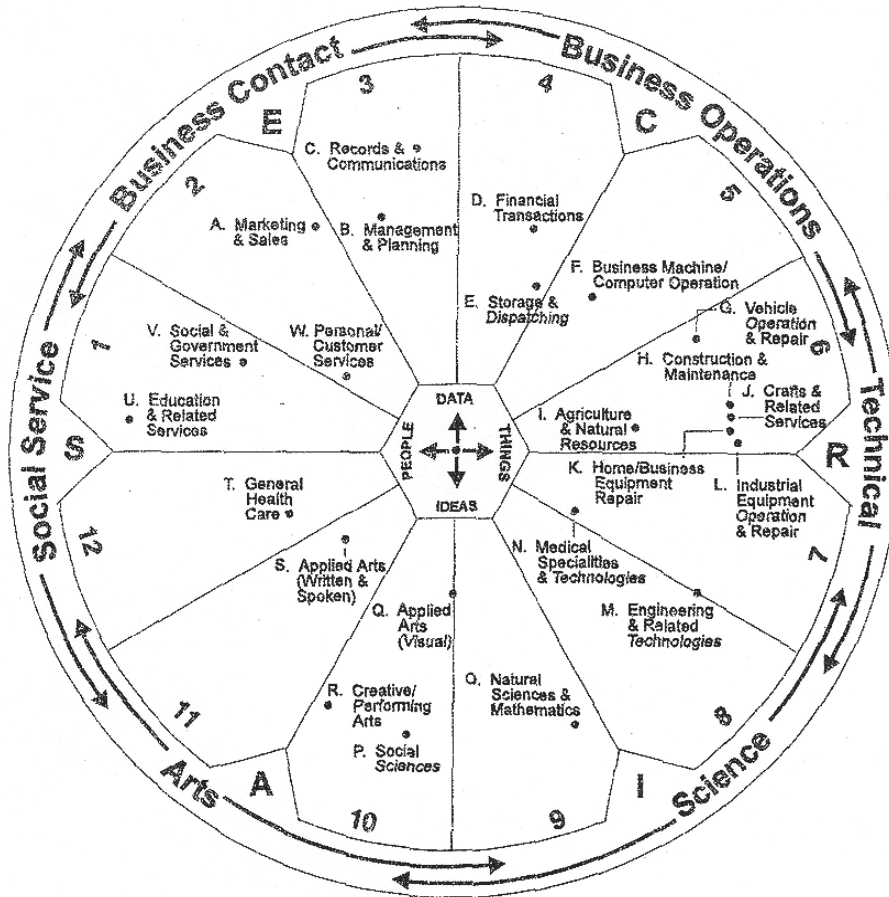 Business Contact
Business Operations
Technical
Science
Arts
Social Service
3
4
E
C
2
5
1
6
S
R
12
7
11
8
A
I
10
9
C. Records &
Communications
A. Marketing
& Sales
B. Management
& Planning
D. Financial
Transactions
E. Storage &
Dispatching
F. Business Machine/
Computer Operation
G. Vehicle
Operation
& Repair
H. Construction &
Maintenance
J. Crafts &
Related
Services
I. Agriculture
& Natural
Resources
V. Social &
Government
Services
W. Personal/
Customer
Services
U. Education
& Related
Services
DATA
PEOPLE
THINGS
IDEAS
K. Home/Business
Equipment
Repair
L. Industrial
Equipment
Operation
& Repair
T. General
Health
Care
S. Applied Arts
(Written &
Spoken)
N. Medical
Specialities
& Technologies
M. Engineering
& Related
Technologies
Q. Applied
Arts
(Visual)
R. Creative/
Performing
Arts
P. Social
Sciences
O. Natural
Sciences &
Mathematics